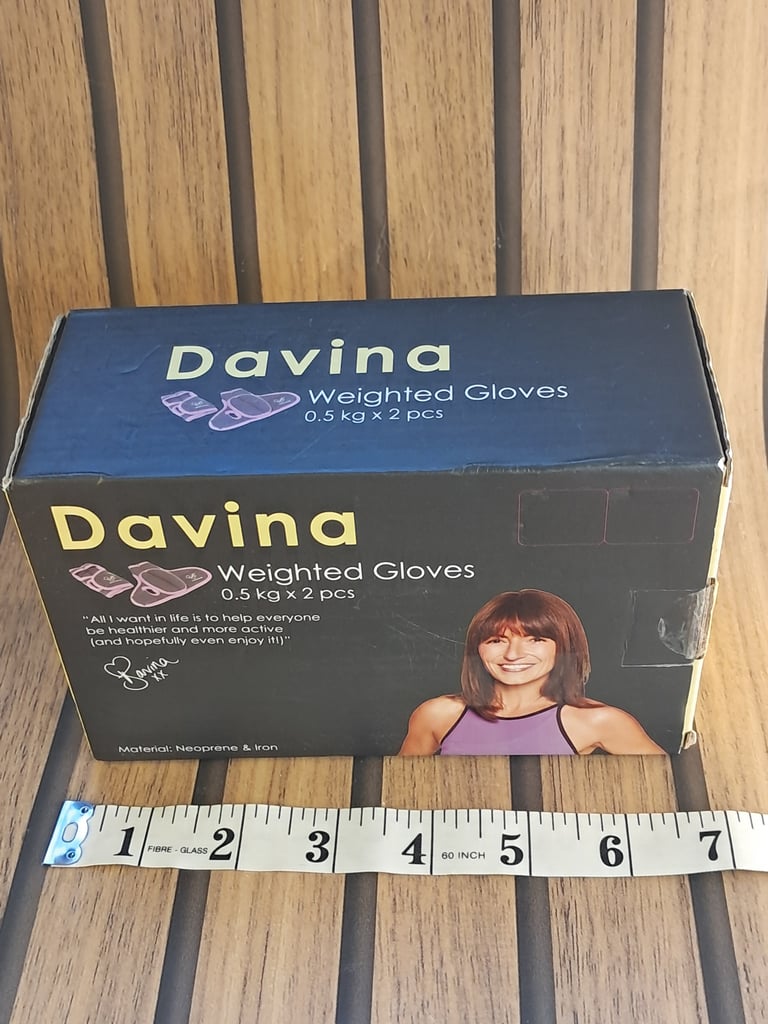 Davina
Weighted Gloves
0.5 kg x 2 pcs
Davina
Weighted Gloves
0.5 kg x 2 pcs
"All I want in life is to help everyone
be healthier and more active
(and hopefully even enjoy it!)"
Davina
xx
Material: Neoprene & Iron
1 FIBRE - GLASS 2 3 4 60 INCH 5 6 7